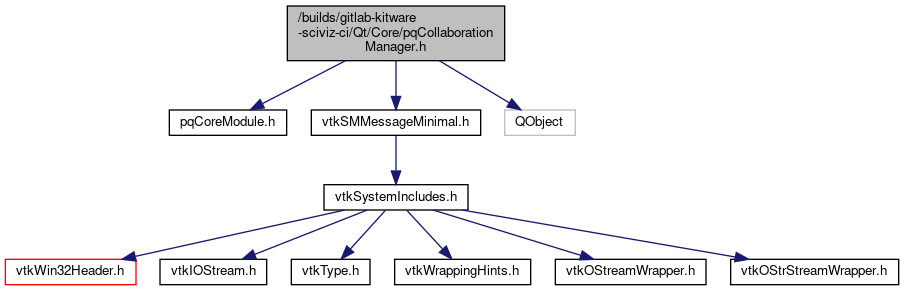 /builds/gitlab-kitware
-sciviz-ci/Qt/Core/pqCollaboration
Manager.h
pqCoreModule.h
vtkSMMessageMinimal.h
QObject
vtkSystemIncludes.h
vtkWin32Header.h
vtkIOStream.h
vtkType.h
vtkWrappingHints.h
vtkOStreamWrapper.h
vtkOStrStreamWrapper.h